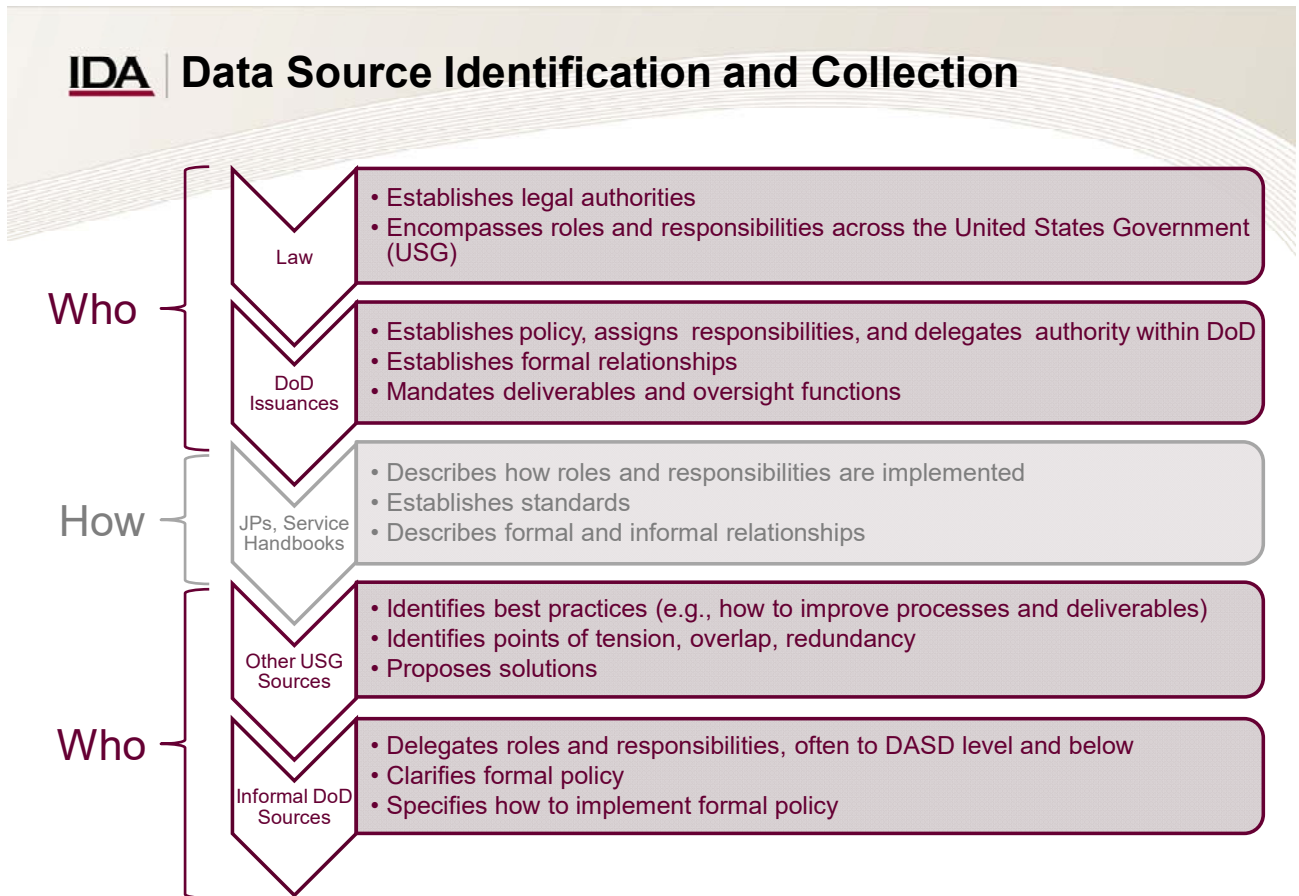 IDA Data Source Identification and Collection
Who
Law
• Establishes legal authorities
• Encompasses roles and responsibilities across the United States Government
(USG)
DoD
Issuances
• Establishes policy, assigns responsibilities, and delegates authority within DoD
• Establishes formal relationships
• Mandates deliverables and oversight functions
How
JPs, Service
Handbooks
• Describes how roles and responsibilities are implemented
• Establishes standards
• Describes formal and informal relationships
Who
Other USG
Sources
• Identifies best practices (e.g., how to improve processes and deliverables)
• Identifies points of tension, overlap, redundancy
• Proposes solutions
Informal DoD
Sources
• Delegates roles and responsibilities, often to DASD level and below
• Clarifies formal policy
• Specifies how to implement formal policy